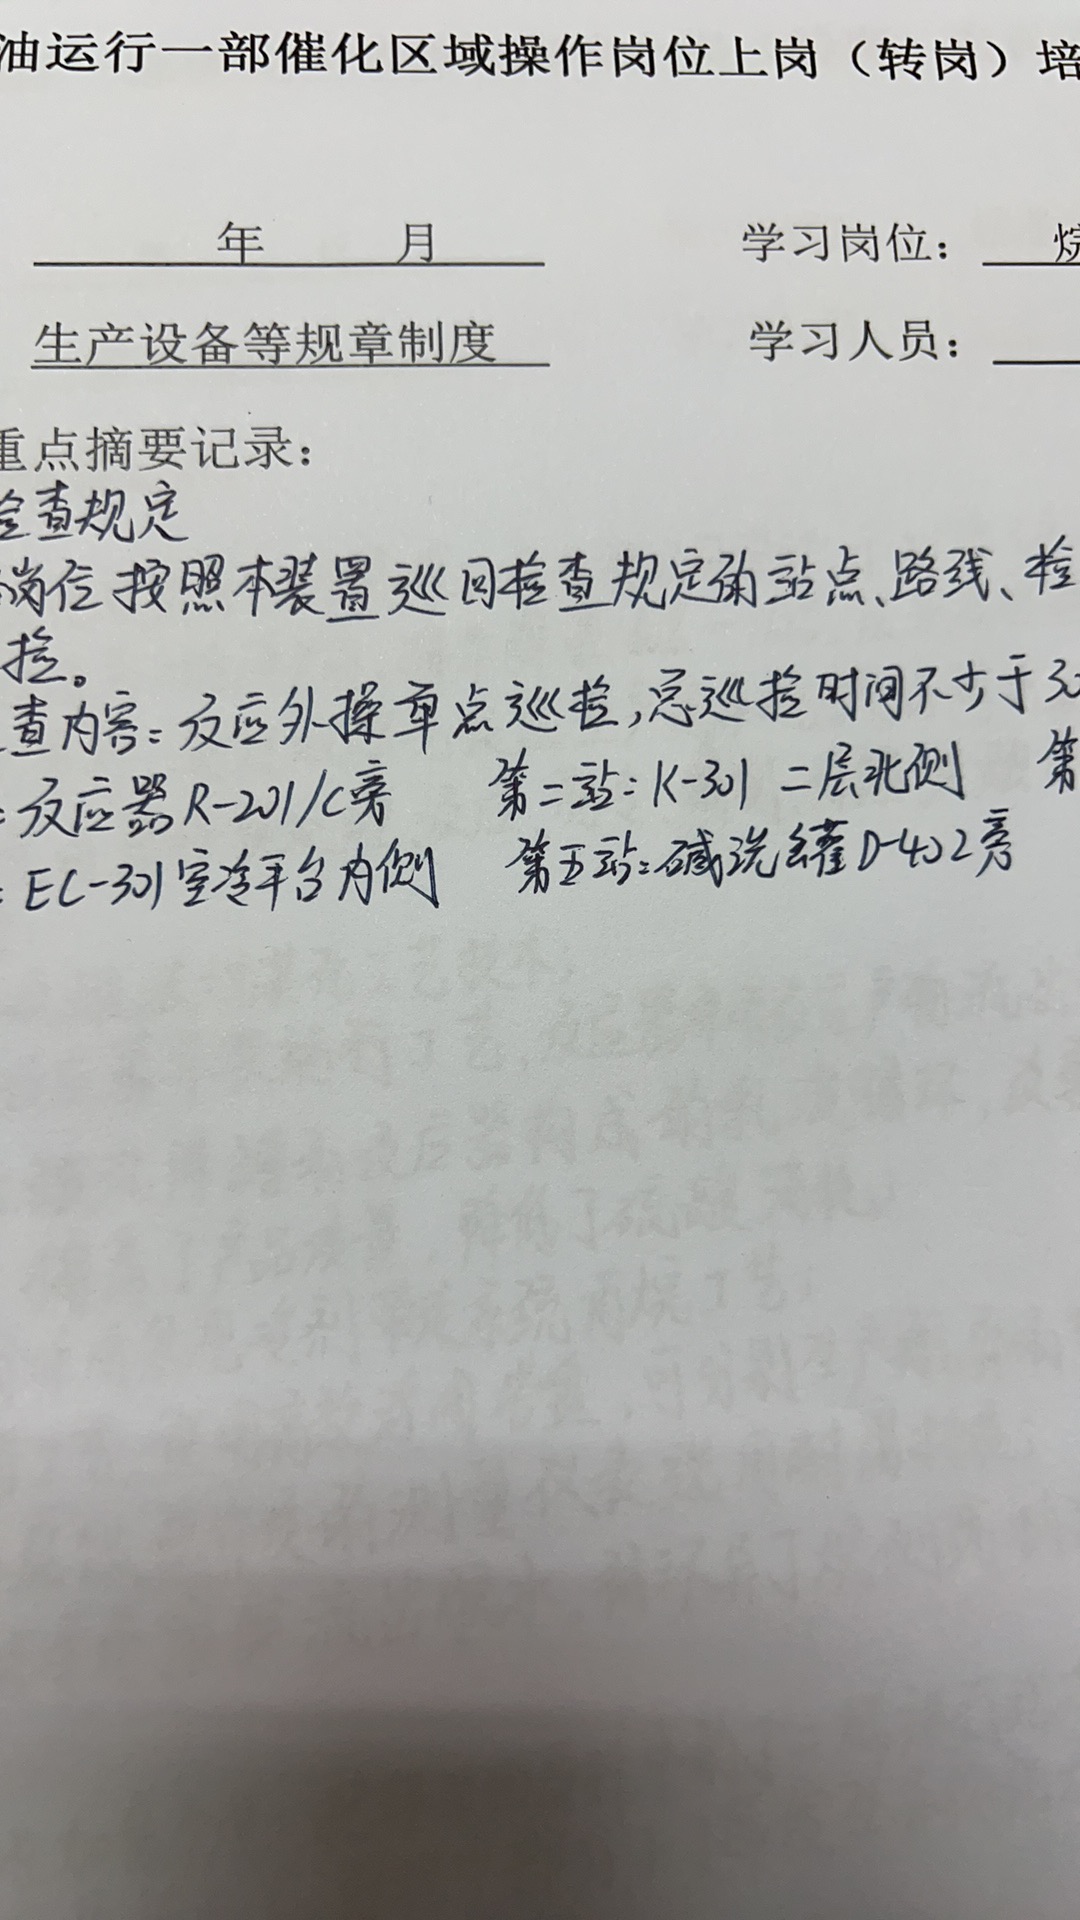 油运行一部催化区域操作岗位上岗（转岗）培
年 月 学习岗位： 烷
生产设备等规章制度 学习人员：
重点摘要记录：
检查规定
岗位按照本装置巡回检查规定的站点、路线、检
检。
查内容：反应外操单点巡检，总巡检时间不少于30
：反应器R-201/C旁 第二站：K-301 二层北侧 第
：EC-301空冷平台内侧 第五站：碱洗罐D-402旁